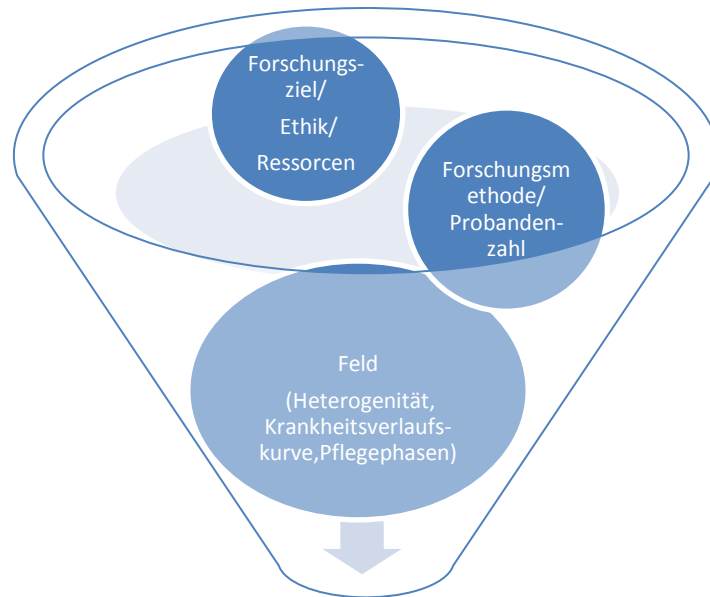 Forschungs-
ziel/
Ethik/
Ressorcen
Forschungsm
ethode/
Probanden-
zahl
Feld
(Heterogenität,
Krankheitsverlaufs-
kurve,Pflegephasen)